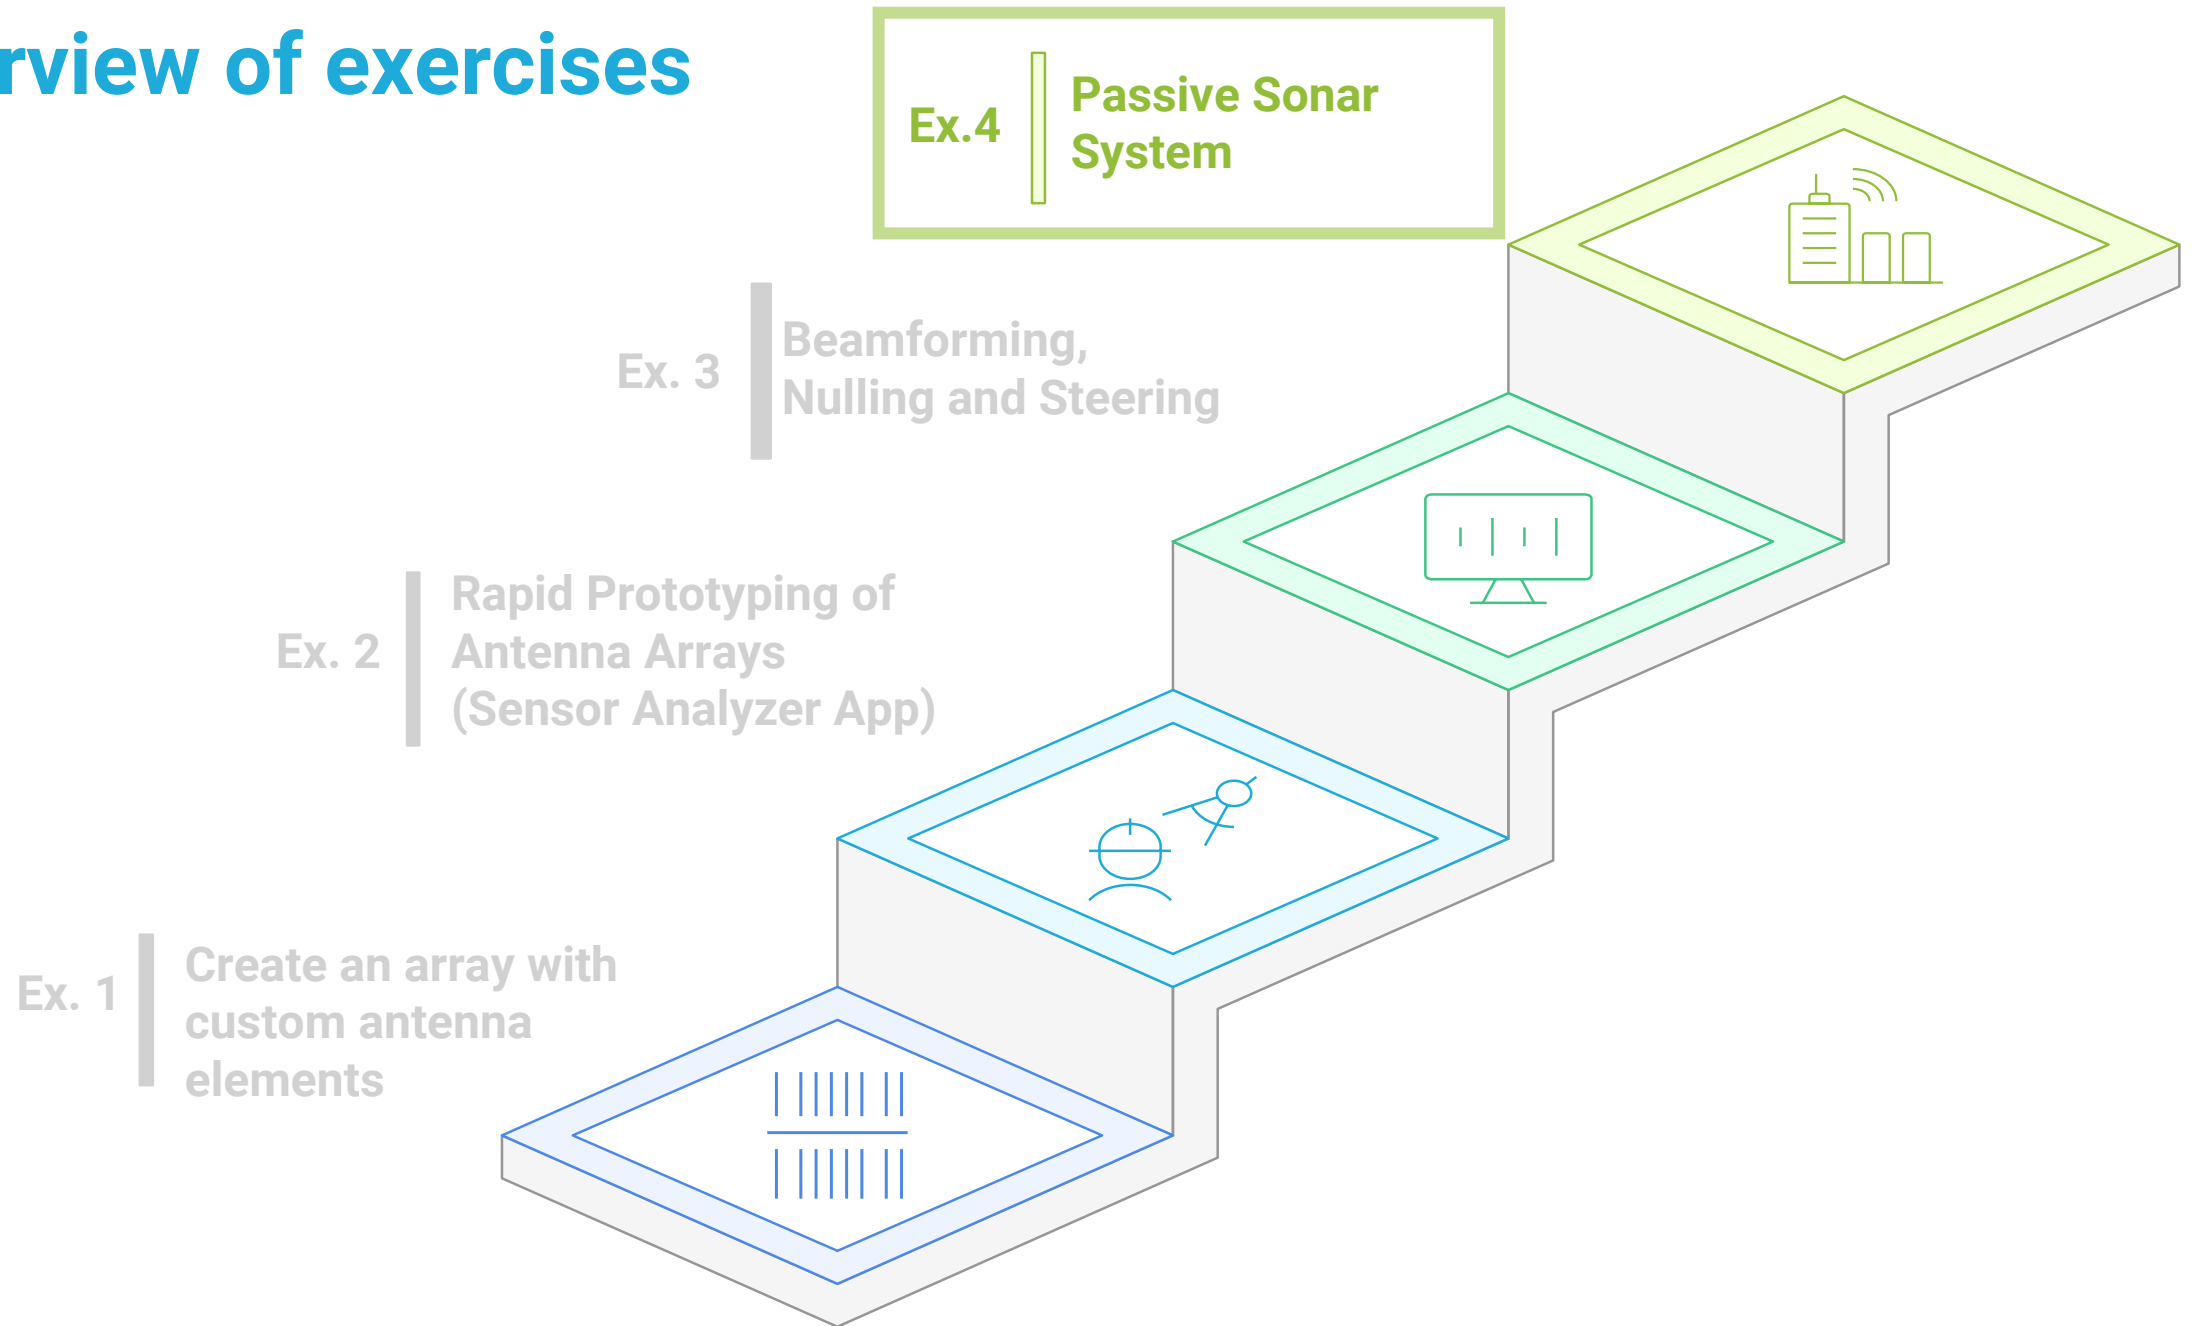 rview of exercises
Ex.4
Passive Sonar
System
Ex. 3
Beamforming,
Nulling and Steering
Ex. 2
Rapid Prototyping of
Antenna Arrays
(Sensor Analyzer App)
Ex. 1
Create an array with
custom antenna
elements